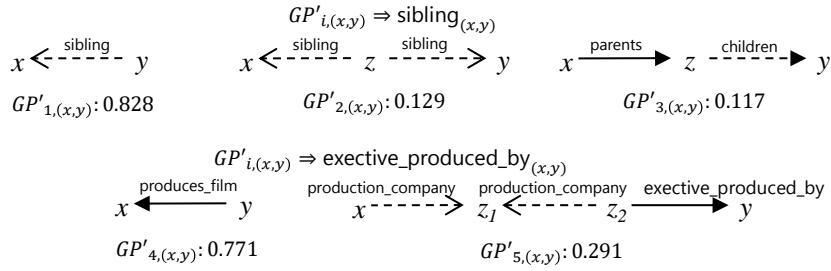 GP'i,(x,y) ⇒ sibling(x,y)
sibling sibling sibling parents children
x y x z y x z y
GP'1,(x,y): 0.828 GP'2,(x,y): 0.129 GP'3,(x,y): 0.117
GP'i,(x,y) ⇒ exective_produced_by(x,y)
produces_film production_company production_company exective_produced_by
x y x z1 z2 y
GP'4,(x,y): 0.771 GP'5,(x,y): 0.291